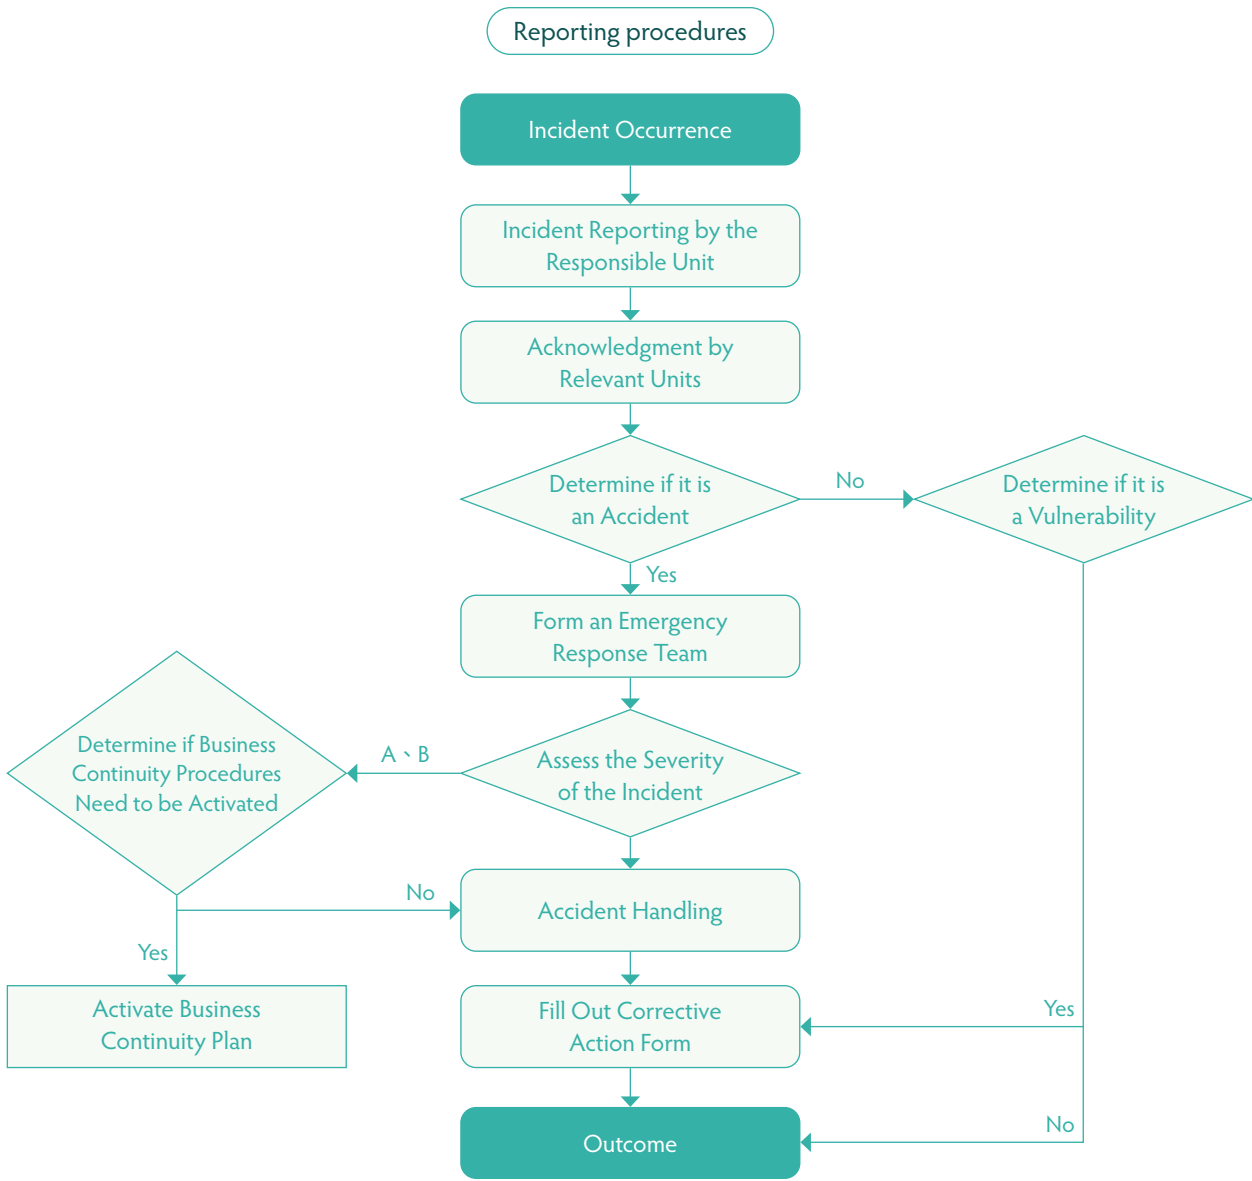 Reporting procedures
Incident Occurrence
Incident Reporting by the
Responsible Unit
Acknowledgment by
Relevant Units
Determine if it is
an Accident
No
Determine if it is
a Vulnerability
Yes
Form an Emergency
Response Team
Determine if Business
Continuity Procedures
Need to be Activated
A、B
Assess the Severity
of the Incident
No
Accident Handling
Yes
Activate Business
Continuity Plan
Fill Out Corrective
Action Form
Yes
No
Outcome